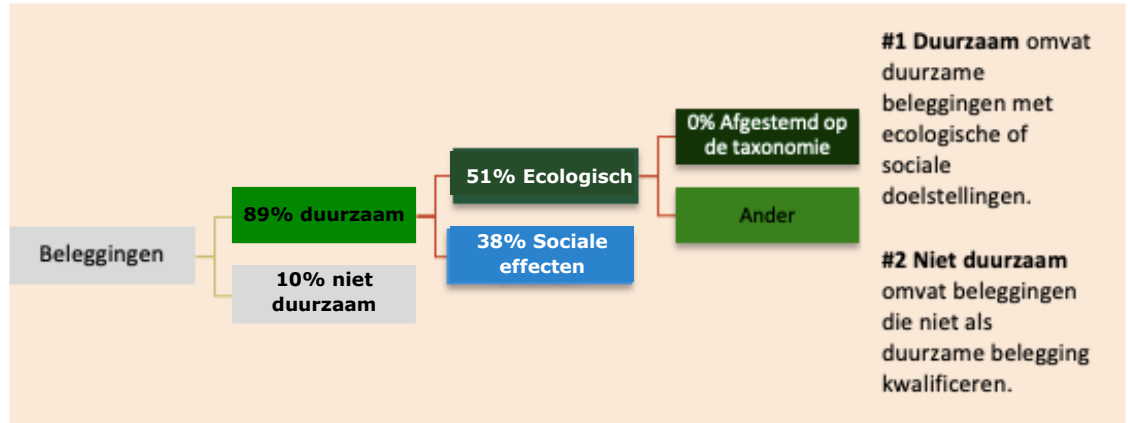 Beleggingen
89% duurzaam
10% niet
duurzaam
51% Ecologisch
38% Sociale
effecten
0% Afgestemd op
de taxonomie
Ander
#1 Duurzaam omvat
duurzame
beleggingen met
ecologische of
sociale
doelstellingen.
#2 Niet duurzaam
omvat beleggingen
die niet als
duurzame belegging
kwalificeren.